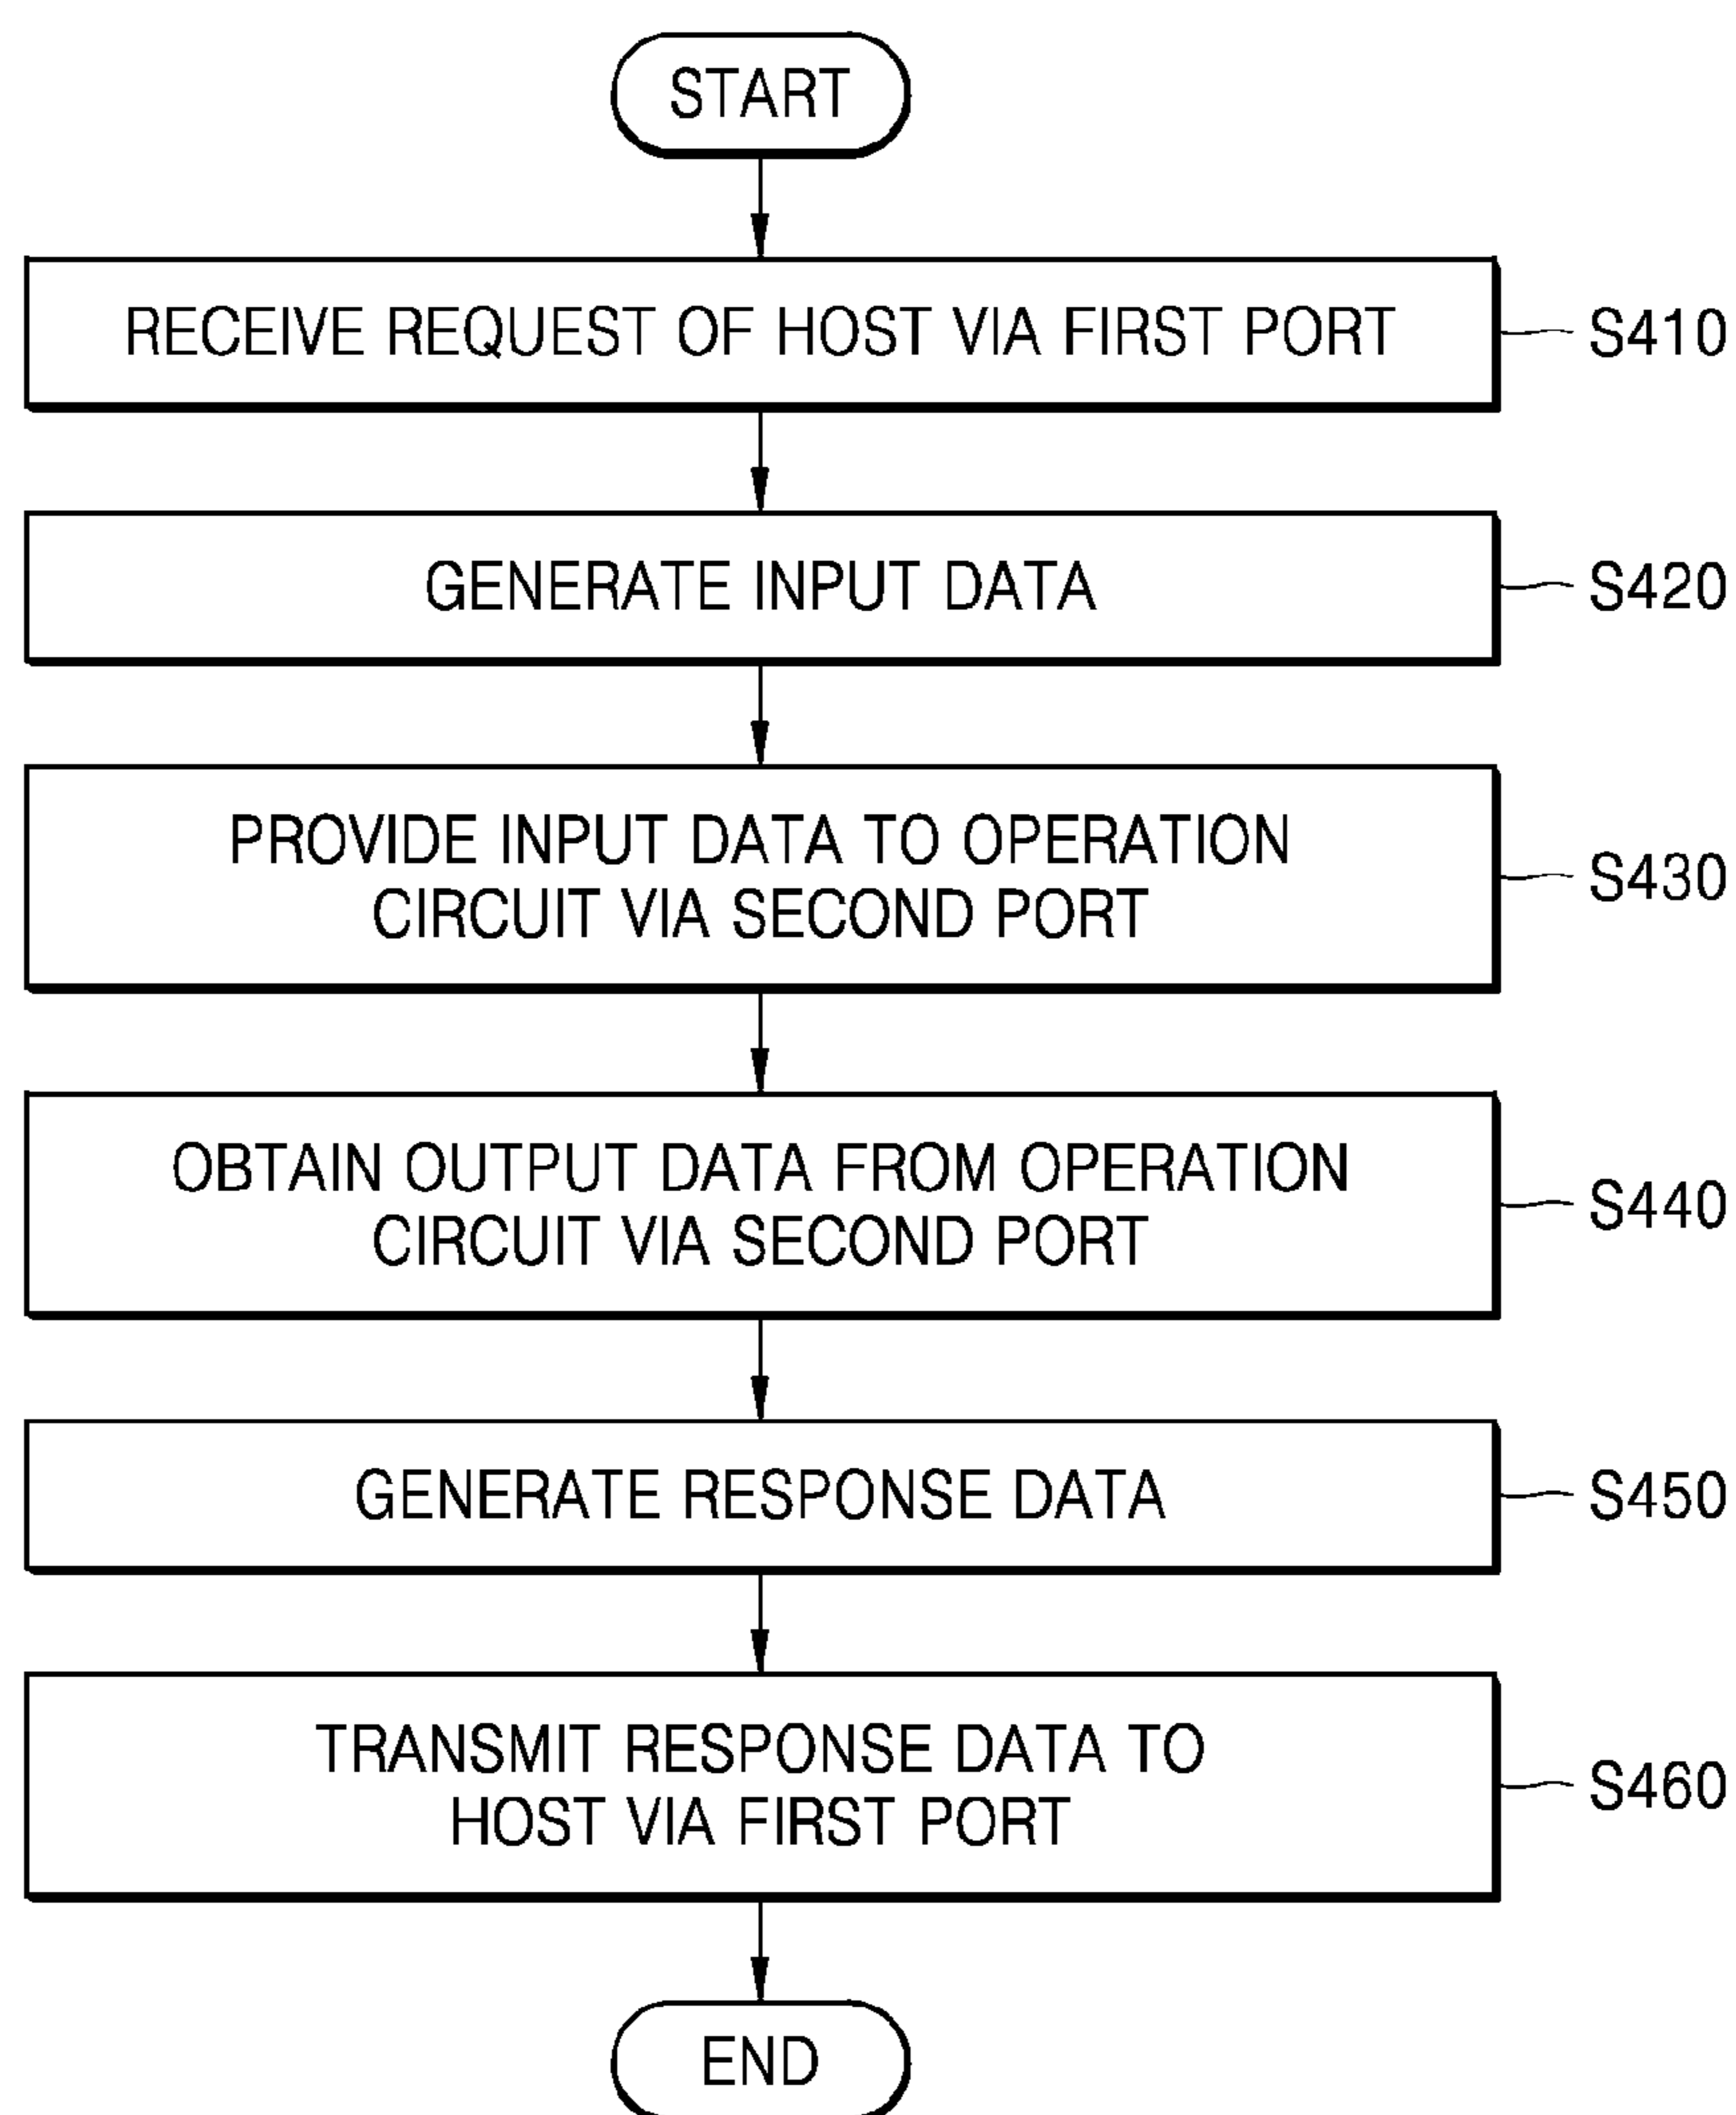 START
RECEIVE REQUEST OF HOST VIA FIRST PORT
S410
GENERATE INPUT DATA
S420
PROVIDE INPUT DATA TO OPERATION
CIRCUIT VIA SECOND PORT
S430
OBTAIN OUTPUT DATA FROM OPERATION
CIRCUIT VIA SECOND PORT
S440
GENERATE RESPONSE DATA
S450
TRANSMIT RESPONSE DATA TO
HOST VIA FIRST PORT
S460
END